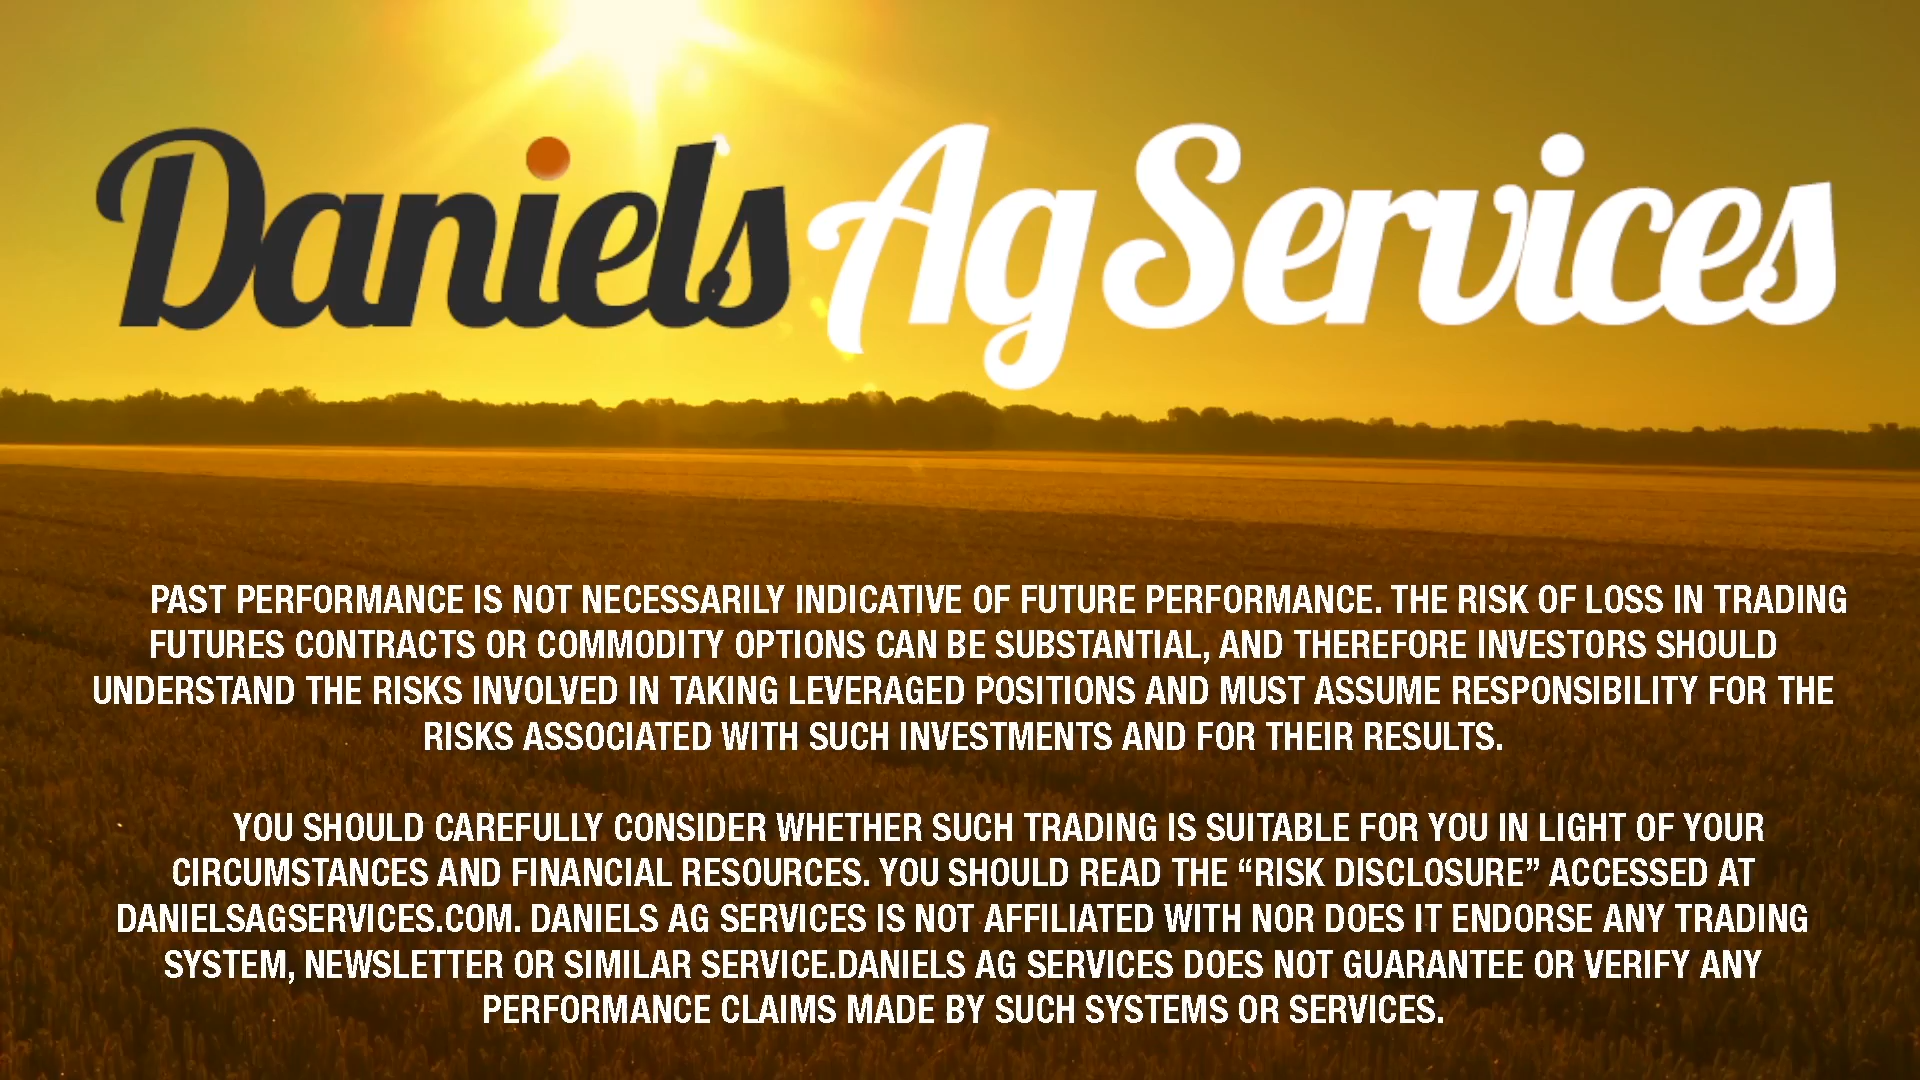 Daniels Ag Services
PAST PERFORMANCE IS NOT NECESSARILY INDICATIVE OF FUTURE PERFORMANCE. THE RISK OF LOSS IN TRADING
FUTURES CONTRACTS OR COMMODITY OPTIONS CAN BE SUBSTANTIAL, AND THEREFORE INVESTORS SHOULD
UNDERSTAND THE RISKS INVOLVED IN TAKING LEVERAGED POSITIONS AND MUST ASSUME RESPONSIBILITY FOR THE
RISKS ASSOCIATED WITH SUCH INVESTMENTS AND FOR THEIR RESULTS.
YOU SHOULD CAREFULLY CONSIDER WHETHER SUCH TRADING IS SUITABLE FOR YOU IN LIGHT OF YOUR
CIRCUMSTANCES AND FINANCIAL RESOURCES. YOU SHOULD READ THE “RISK DISCLOSURE” ACCESSED AT
DANIELSAGSERVICES.COM. DANIELS AG SERVICES IS NOT AFFILIATED WITH NOR DOES IT ENDORSE ANY TRADING
SYSTEM, NEWSLETTER OR SIMILAR SERVICE.DANIELS AG SERVICES DOES NOT GUARANTEE OR VERIFY ANY
PERFORMANCE CLAIMS MADE BY SUCH SYSTEMS OR SERVICES.